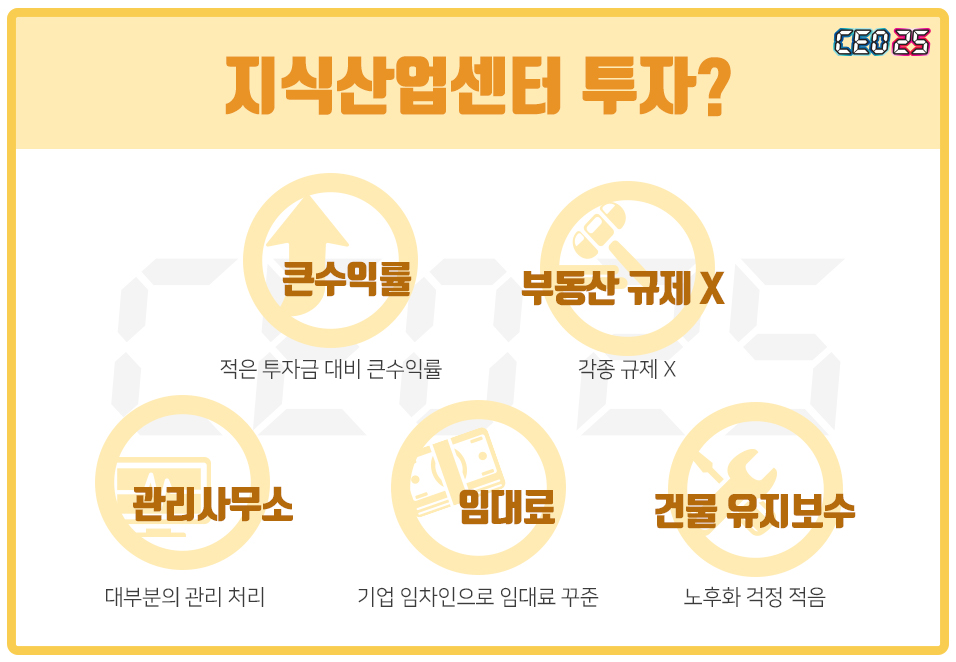 CEO 25
지식산업센터 투자?
큰수익률
부동산 규제 X
적은 투자금 대비 큰수익률
각종 규제 X
관리사무소
임대료
건물 유지보수
대부분의 관리 처리
기업 임차인으로 임대료 꾸준
노후화 걱정 적음
CEO25